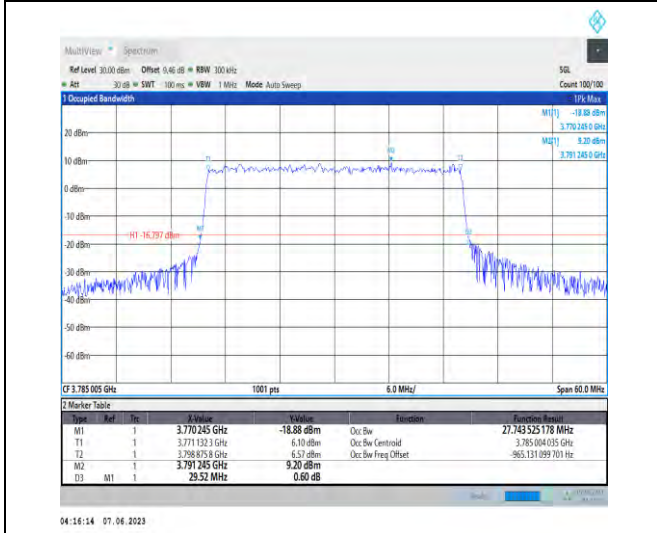 MultiView Spectrum
Ref Level 30.00 dBm Offset 9.46 dB RBW 300 kHz SGL
Att 30 dB SWT 100 ms VBW 1 MHz Mode Auto Sweep Count 100/100
1 Occupied Bandwidth 1Pk Max
M1[1] -18.88 dBm
3.770 245 0 GHz
M2[1] 9.20 dBm
3.791 245 0 GHz
20 dBm
10 dBm
M2
T1
T2
0 dBm
-10 dBm
M1
H1 -16.797 dBm
D3
-20 dBm
-30 dBm
-40 dBm
-50 dBm
-60 dBm
CF 3.785 005 GHz 1001 pts 6.0 MHz/ Span 60.0 MHz
2 Marker Table
Type Ref Trc X-Value Y-Value Function Function Result
M1 1 3.770 245 GHz -18.88 dBm Occ Bw 27.743 525 178 MHz
T1 1 3.771 132 3 GHz 6.10 dBm Occ Bw Centroid 3.785 004 035 GHz
T2 1 3.798 875 8 GHz 6.57 dBm Occ Bw Freq Offset -965.131 099 701 Hz
M2 1 3.791 245 GHz 9.20 dBm
D3 M1 1 29.52 MHz 0.60 dB
04:16:14 07.06.2023